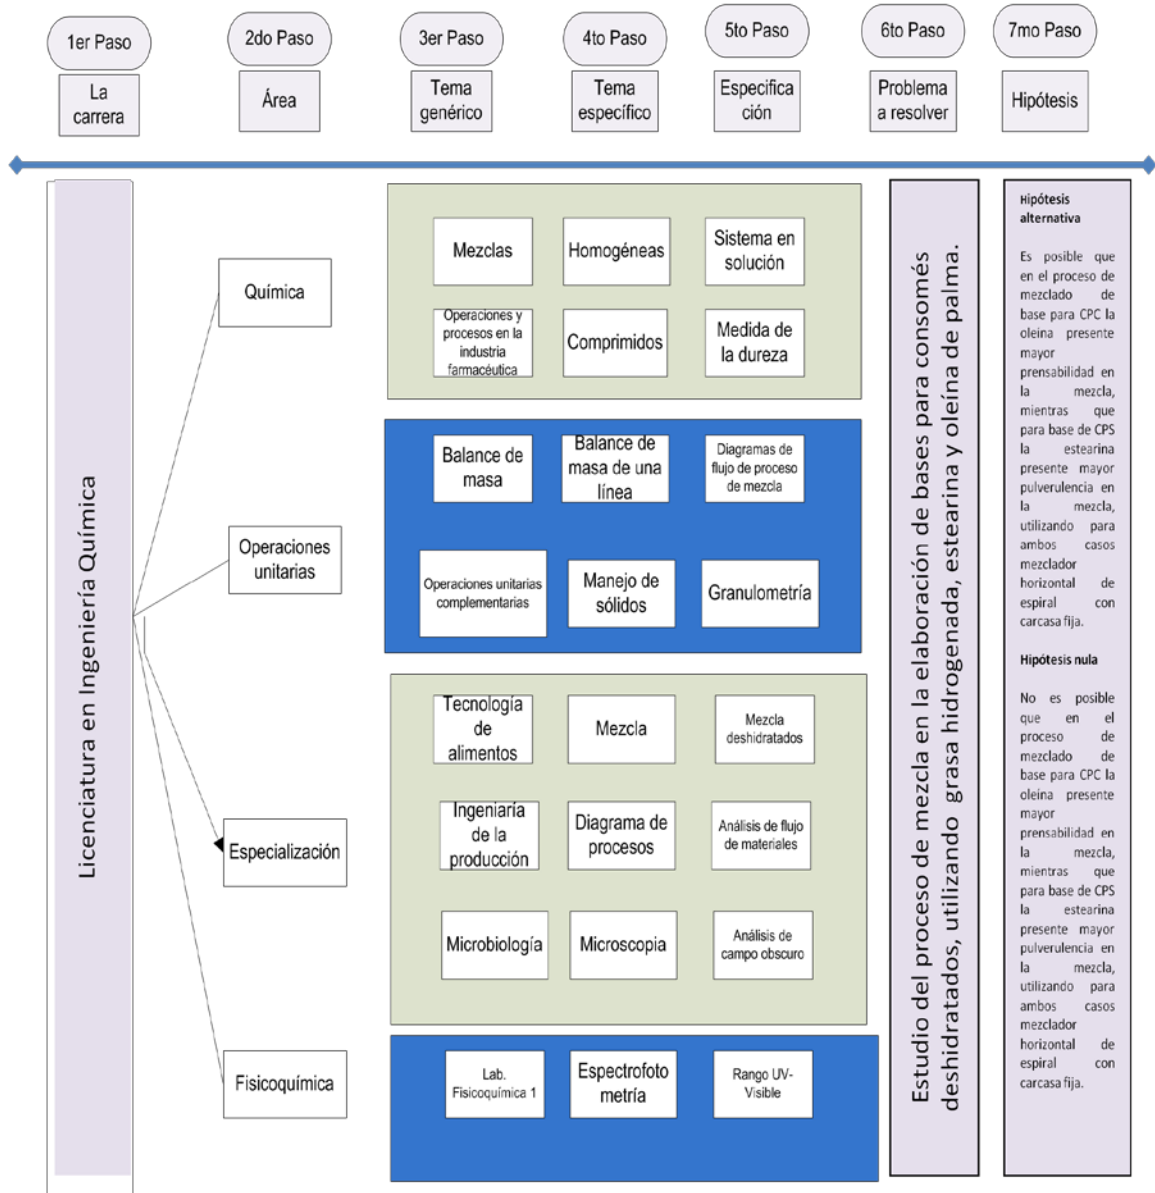 1er Paso
2do Paso
3er Paso
4to Paso
5to Paso
6to Paso
7mo Paso
La
carrera
Área
Tema
genérico
Tema
específico
Especifica
ción
Problema
a resolver
Hipótesis
Licenciatura en Ingeniería Química
Química
Operaciones
unitarias
Especialización
Fisicoquímica
Mezclas
Homogéneas
Sistema en
solución
Operaciones y
procesos en la
industria
farmacéutica
Comprimidos
Medida de
la dureza
Balance de
masa
Balance de
masa de una
línea
Diagramas de
flujo de proceso
de mezcla
Operaciones unitarias
complementarias
Manejo de
sólidos
Granulometría
Tecnología
de
alimentos
Mezcla
Mezcla
deshidratados
Ingeniaría
de la
producción
Diagrama de
procesos
Análisis de flujo
de materiales
Microbiología
Microscopia
Análisis de
campo obscuro
Lab.
Fisicoquímica 1
Espectrofoto
metría
Rango UV-
Visible
Estudio del proceso de mezcla en la elaboración de bases para consomés
deshidratados, utilizando grasa hidrogenada, estearina y oleína de palma.
Hipótesis
alternativa
Es posible que
en el proceso de
mezclado de
base para CPC la
oleina presente
mayor
prensabilidad en
la mezcla,
mientras que
para base de CPS
la estearina
presente mayor
pulverulencia en
la mezcla,
utilizando para
ambos casos
mezclador
horizontal de
espiral con
carcasa fija.
Hipótesis nula
No es posible
que en el
proceso de
mezclado de
base para CPC la
oleina presente
mayor
prensabilidad en
la mezcla,
mientras que
para base de CPS
la estearina
presente mayor
pulverulencia en
la mezcla,
utilizando para
ambos casos
mezclador
horizontal de
espiral con
carcasa fija.